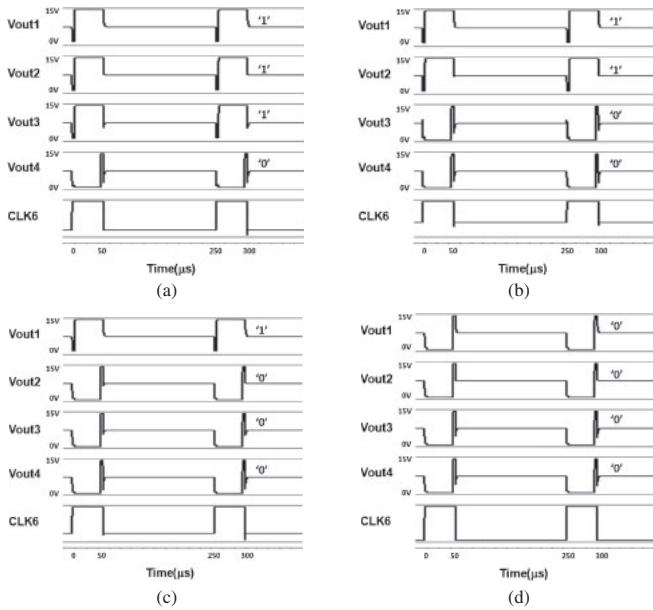 15V
Vout1
0V
'1'
15V
Vout2
0V
'1'
15V
Vout3
0V
'1'
15V
Vout4
0V
'0'
CLK6
0 50 250 300
Time(μs)
(a)
15V
Vout1
0V
'1'
15V
Vout2
0V
'1'
15V
Vout3
0V
'0'
15V
Vout4
0V
'0'
CLK6
0 50 250 300
Time(μs)
(b)
15V
Vout1
0V
'1'
15V
Vout2
0V
'0'
15V
Vout3
0V
'0'
15V
Vout4
0V
'0'
CLK6
0 50 250 300
Time(μs)
(c)
15V
Vout1
0V
'0'
15V
Vout2
0V
'0'
15V
Vout3
0V
'0'
15V
Vout4
0V
'0'
CLK6
0 50 250 300
Time(μs)
(d)